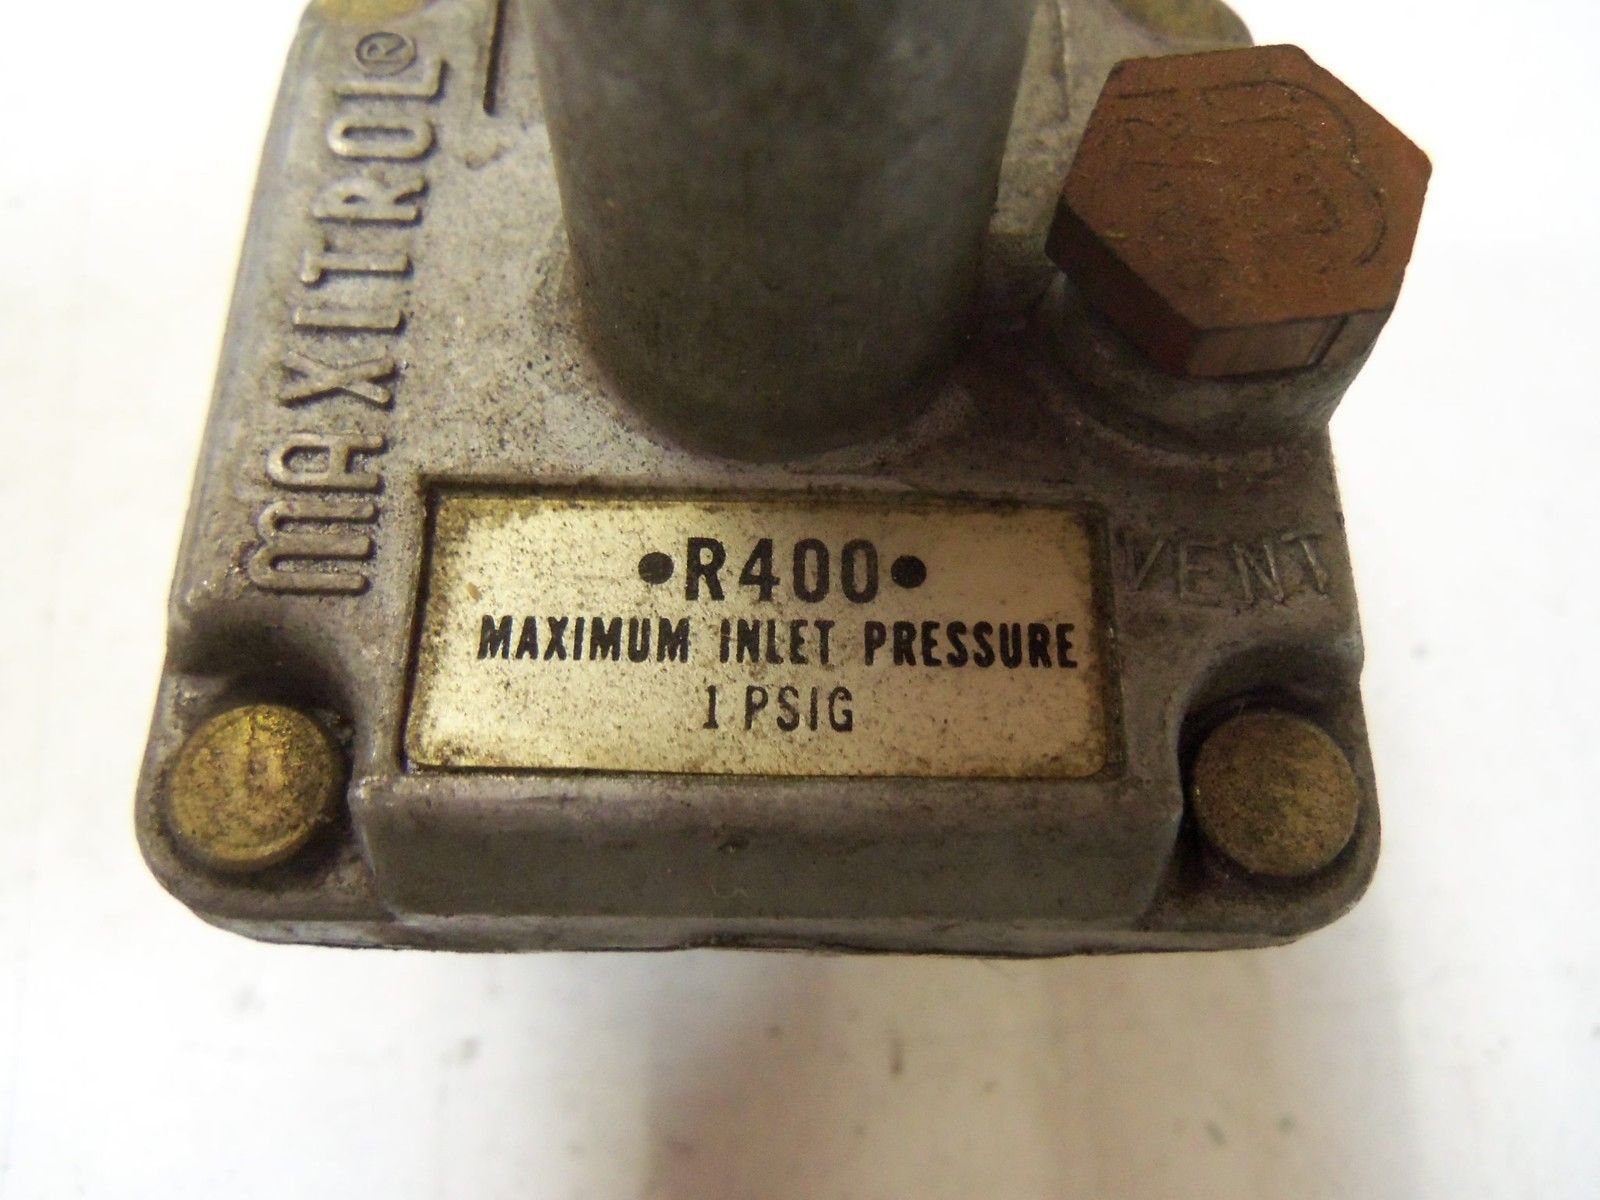 MAXITROL®
•R400•
MAXIMUM INLET PRESSURE
1 PSIG
VENT